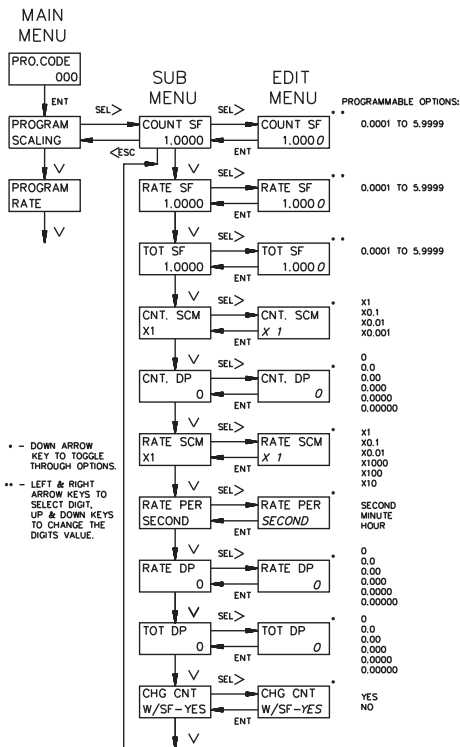 MAIN
MENU
PRO.CODE
000
ENT
SUB
MENU
EDIT
MENU
PROGRAMMABLE OPTIONS:
PROGRAM
SCALING
SEL>
COUNT SF
1.0000
SEL>
COUNT SF
1.0000
ENT
••
0.0001 TO 5.9999
<ESC
V
PROGRAM
RATE
V
V
RATE SF
1.0000
SEL>
RATE SF
1.0000
ENT
••
0.0001 TO 5.9999
V
TOT SF
1.0000
SEL>
TOT SF
1.0000
ENT
••
0.0001 TO 5.9999
V
CNT. SCM
X1
SEL>
CNT. SCM
X 1
ENT
•
X1
X0.1
X0.01
X0.001
V
CNT. DP
0
SEL>
CNT. DP
0
ENT
•
0
0.0
0.00
0.000
0.0000
0.00000
V
RATE SCM
X1
SEL>
RATE SCM
X 1
ENT
•
X1
X0.1
X0.01
X1000
X100
X10
• - DOWN ARROW
KEY TO TOGGLE
THROUGH OPTIONS.
•• - LEFT & RIGHT
ARROW KEYS TO
SELECT DIGIT,
UP & DOWN KEYS
TO CHANGE THE
DIGITS VALUE.
V
RATE PER
SECOND
SEL>
RATE PER
SECOND
ENT
•
SECOND
MINUTE
HOUR
V
RATE DP
0
SEL>
RATE DP
0
ENT
•
0
0.0
0.00
0.000
0.0000
0.00000
V
TOT DP
0
SEL>
TOT DP
0
ENT
•
0
0.0
0.00
0.000
0.0000
0.00000
V
CHG CNT
W/SF-YES
SEL>
CHG CNT
W/SF-YES
ENT
•
YES
NO
V